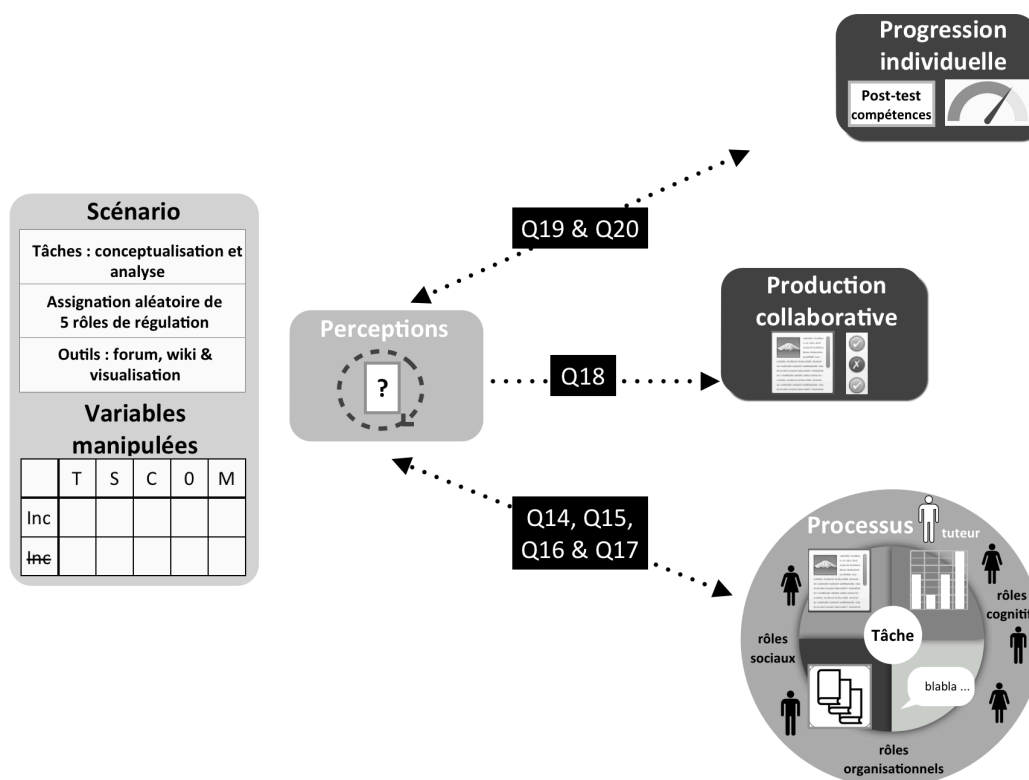 Progression
individuelle
Post-test
compétences
Scénario
Tâches : conceptualisation et
analyse
Assignation aléatoire de
5 rôles de régulation
Outils : forum, wiki &
visualisation
Variables
manipulées
T S C 0 M
Inc
Inc
Perceptions
?
Q19 & Q20
Q18
Q14, Q15,
Q16 & Q17
Production
collaborative
Processus
tuteur
rôles
cognitif
rôles
sociaux
Tâche
blabla ...
rôles
organisationnels